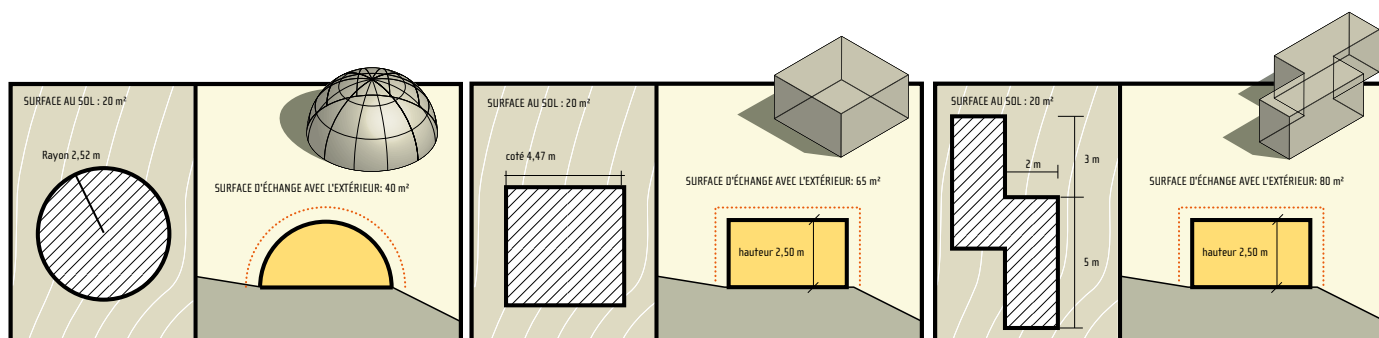 SURFACE AU SOL : 20 m²
Rayon 2,52 m
SURFACE D'ÉCHANGE AVEC L'EXTÉRIEUR: 40 m²
SURFACE AU SOL : 20 m²
coté 4,47 m
SURFACE D'ÉCHANGE AVEC L'EXTÉRIEUR: 65 m²
hauteur 2,50 m
SURFACE AU SOL : 20 m²
2 m
3 m
5 m
SURFACE D'ÉCHANGE AVEC L'EXTÉRIEUR: 80 m²
hauteur 2,50 m